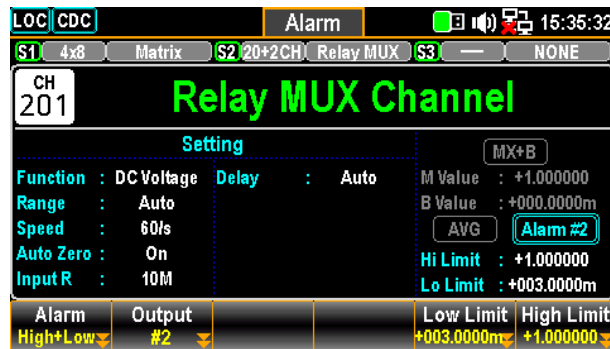 LOC CDC Alarm 15:35:32
S1 4x8 Matrix S2 20+2CH Relay MUX S3 — NONE
CH 201 Relay MUX Channel
Setting
MX+B
Function : DC Voltage Delay : Auto M Value : +1.000000
Range : Auto B Value : +000.0000m
Speed : 60/s AVG Alarm #2
Auto Zero : On Hi Limit : +1.000000
Input R : 10M Lo Limit : +003.0000m
Alarm Output Low Limit High Limit
High+Low #2 +003.0000m +1.000000